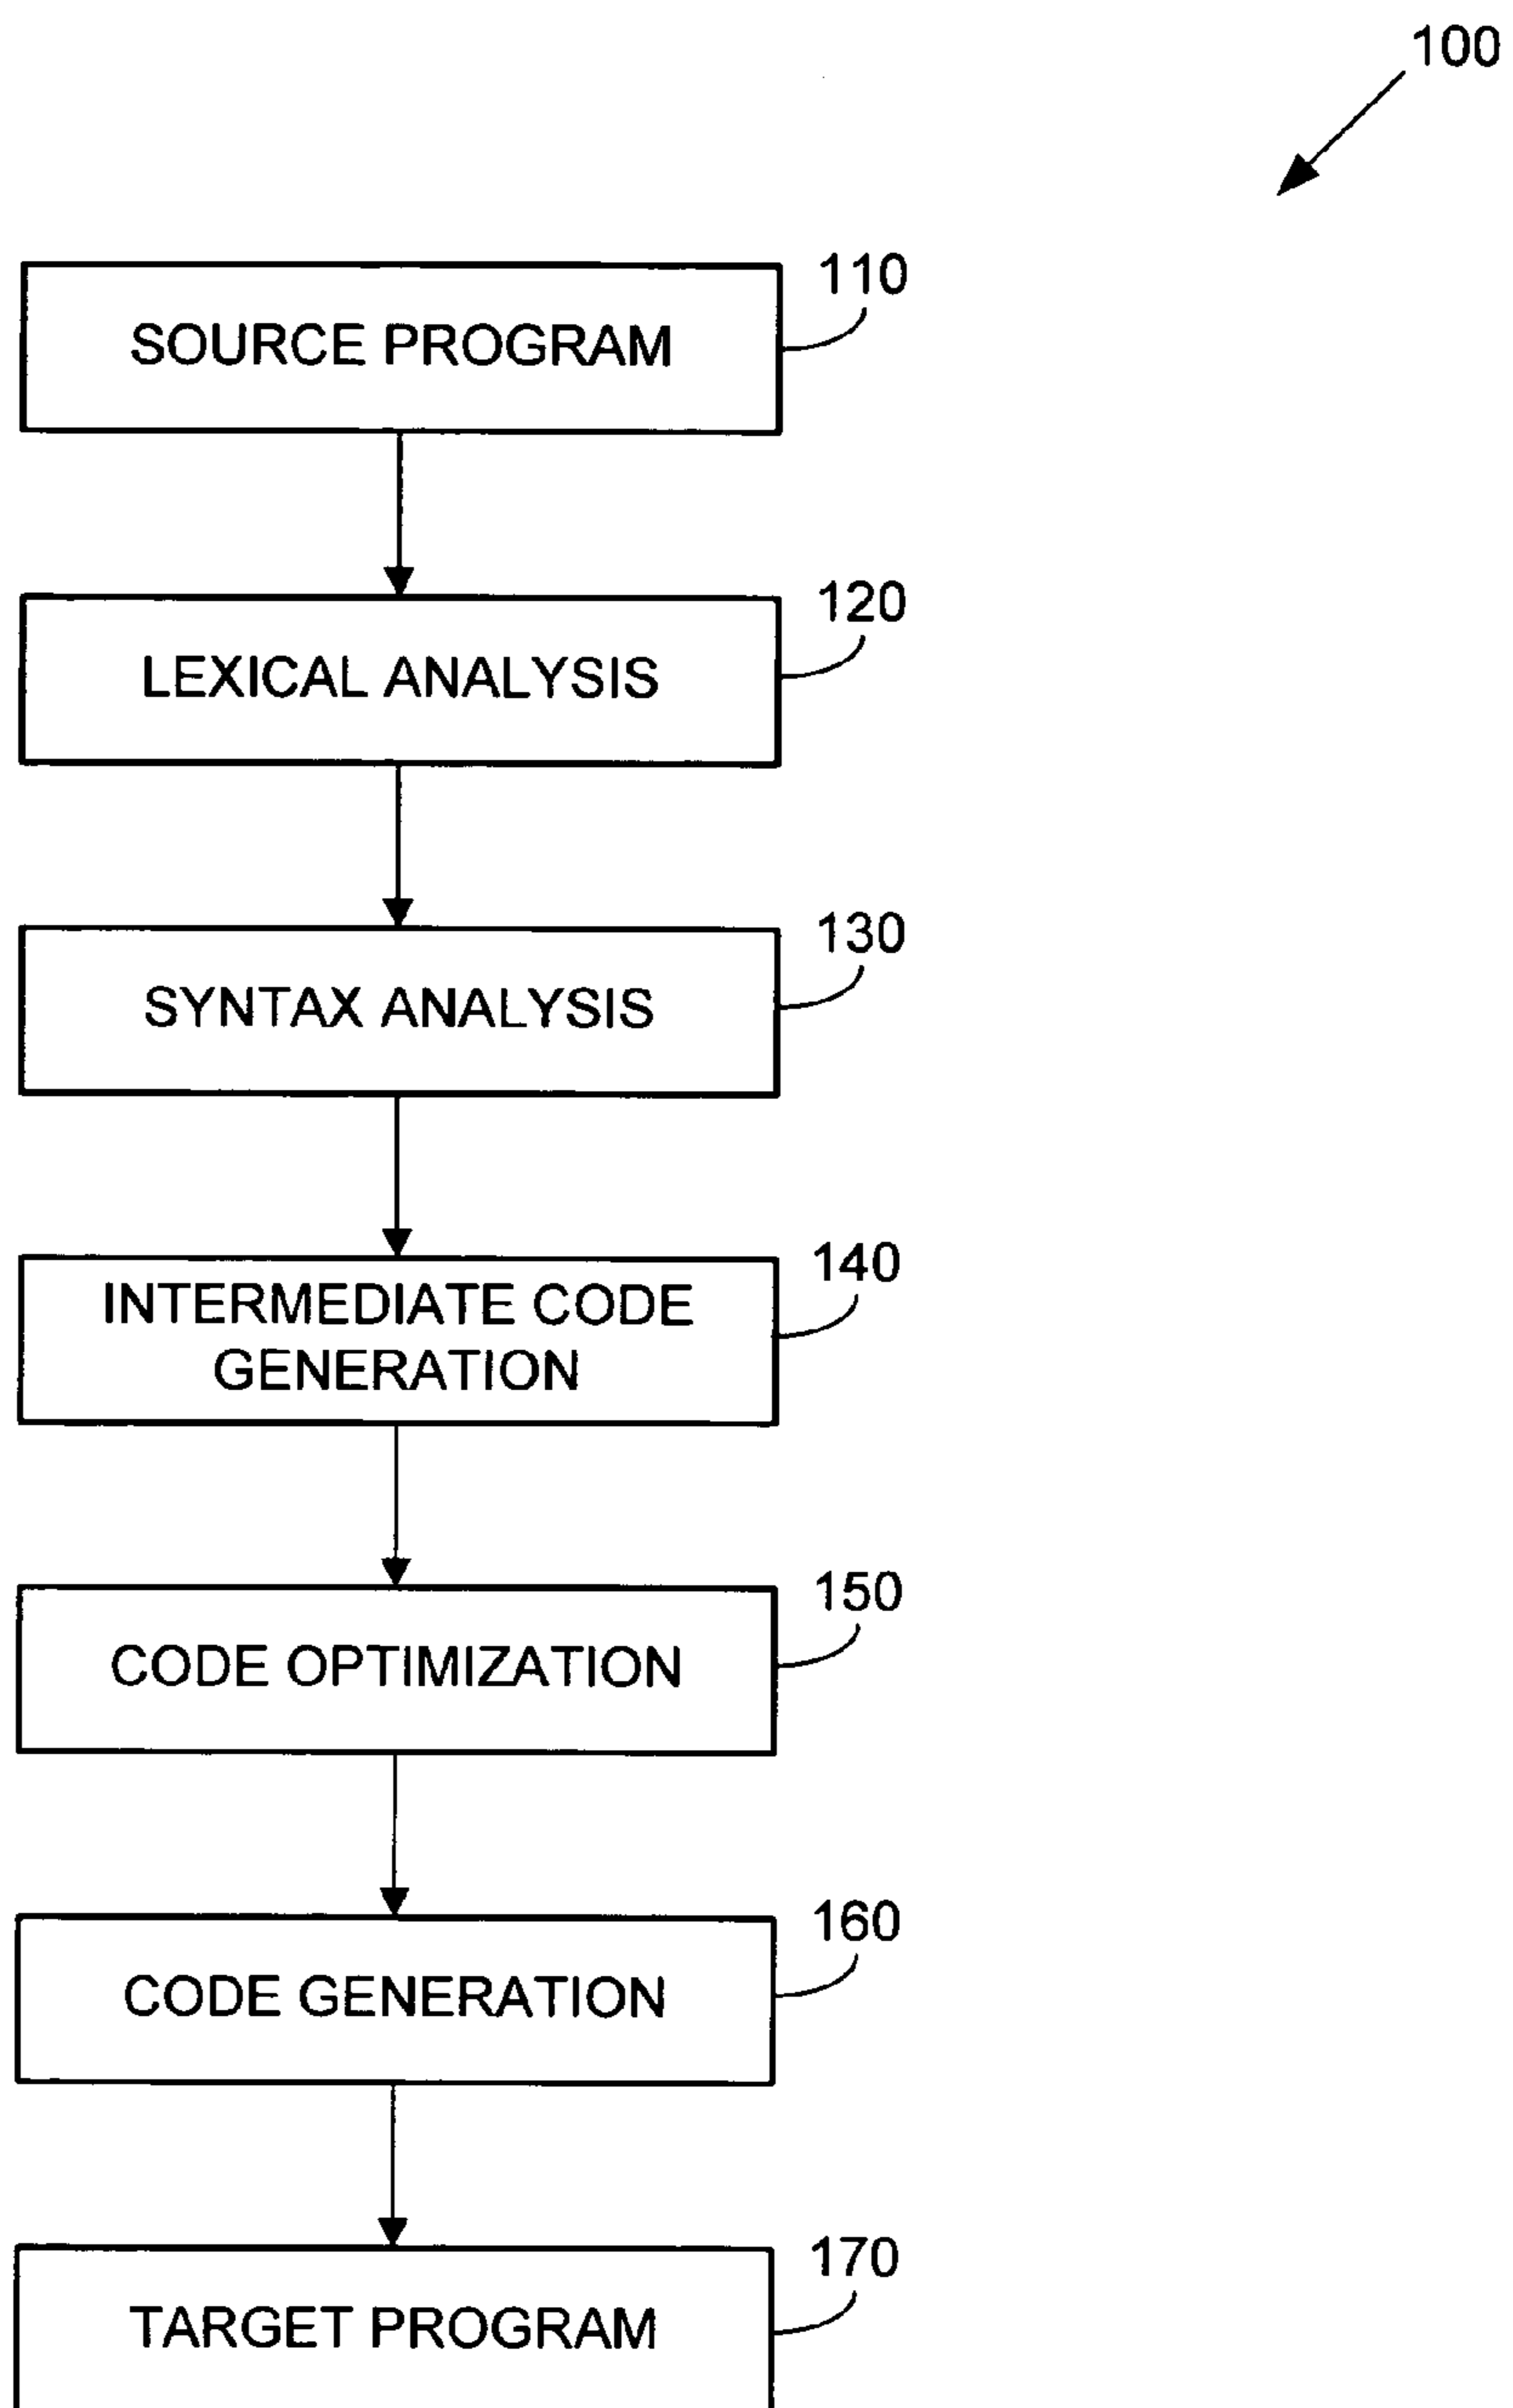 100
110
SOURCE PROGRAM
120
LEXICAL ANALYSIS
130
SYNTAX ANALYSIS
140
INTERMEDIATE CODE
GENERATION
150
CODE OPTIMIZATION
160
CODE GENERATION
170
TARGET PROGRAM